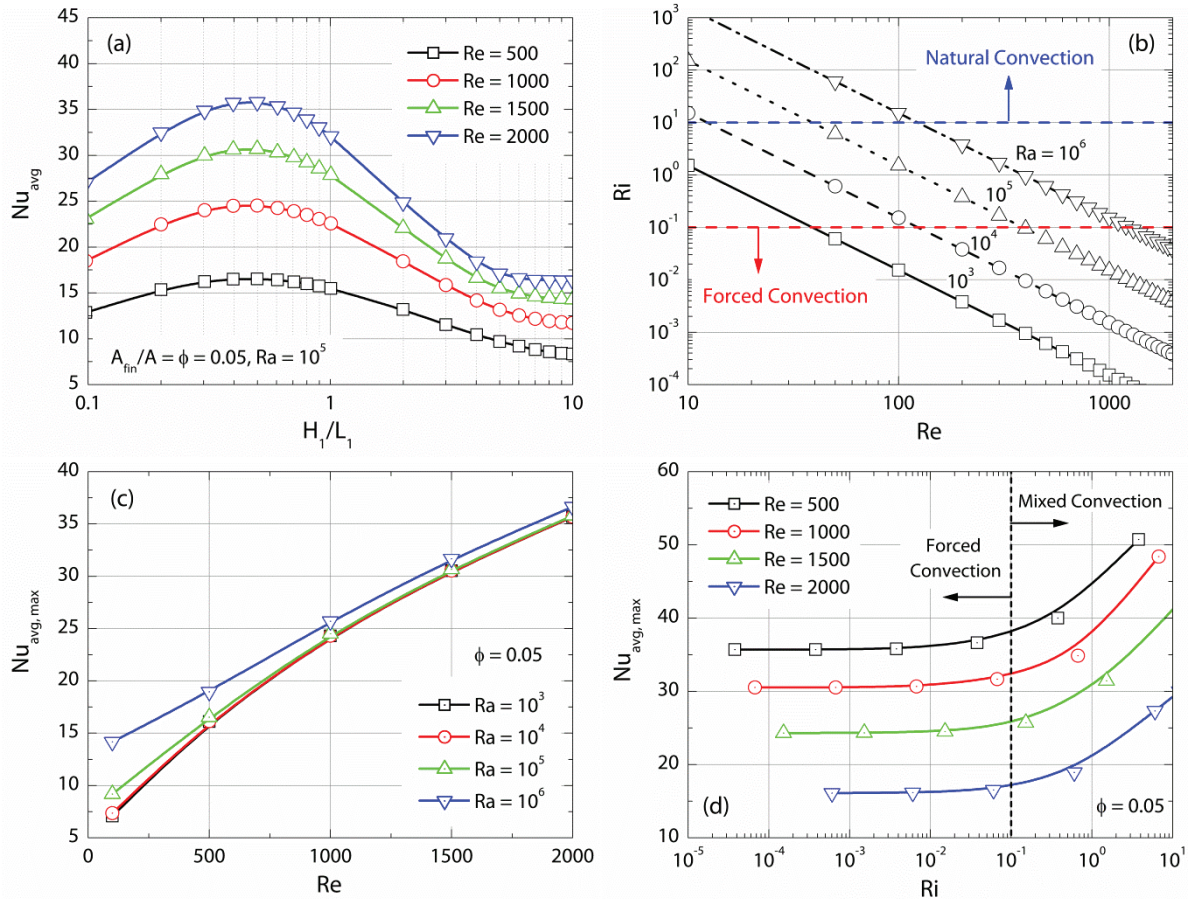 (a)
Re = 500
Re = 1000
Re = 1500
Re = 2000
A_fin/A = ϕ = 0.05, Ra = 10^5
Nu_avg
45
40
35
30
25
20
15
10
5
0.1
1
10
H_1/L_1
(b)
Natural Convection
Ra = 10^6
10^5
10^4
10^3
Forced Convection
Ri
10^3
10^2
10^1
10^0
10^-1
10^-2
10^-3
10^-4
10
100
1000
Re
(c)
ϕ = 0.05
Ra = 10^3
Ra = 10^4
Ra = 10^5
Ra = 10^6
Nu_avg, max
40
35
30
25
20
15
10
5
0
500
1000
1500
2000
Re
Re = 500
Re = 1000
Re = 1500
Re = 2000
Mixed Convection
Forced
Convection
(d)
ϕ = 0.05
Nu_avg, max
60
50
40
30
20
10
10^-5
10^-4
10^-3
10^-2
10^-1
10^0
10^1
Ri